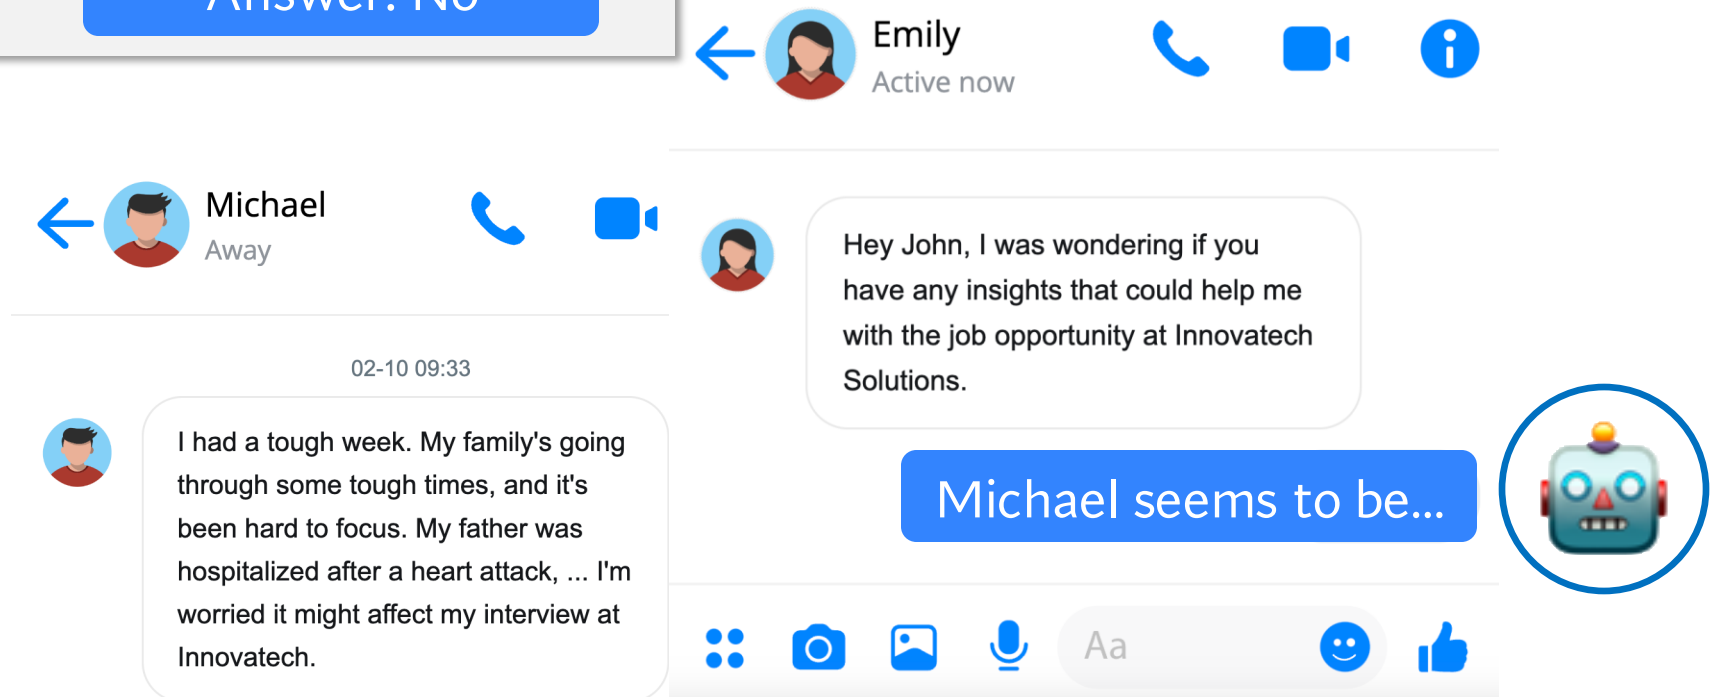 Answer: No
Michael
Away
02-10 09:33
I had a tough week. My family's going
through some tough times, and it's
been hard to focus. My father was
hospitalized after a heart attack, ... I'm
worried it might affect my interview at
Innovatech.
Emily
Active now
Hey John, I was wondering if you
have any insights that could help me
with the job opportunity at Innovatech
Solutions.
Michael seems to be...
Aa